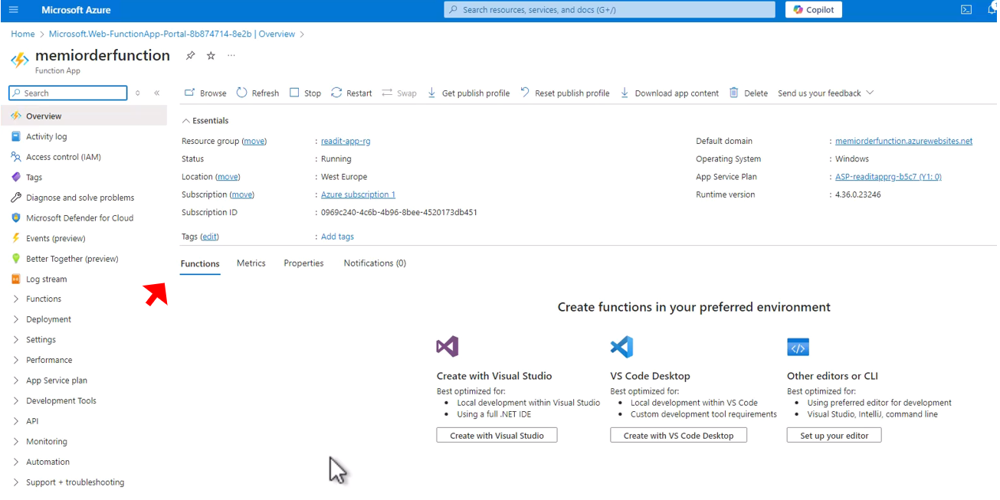 Microsoft Azure
Search resources, services, and docs (G+/)
Copilot
1
Home > Microsoft.Web-FunctionApp-Portal-8b874714-8e2b | Overview >
memiorderfunction
Function App
Search
Browse Refresh Stop Restart Swap Get publish profile Reset publish profile Download app content Delete Send us your feedback
Overview
Activity log
Access control (IAM)
Tags
Diagnose and solve problems
Microsoft Defender for Cloud
Events (preview)
Better Together (preview)
Log stream
Functions
Deployment
Settings
Performance
App Service plan
Development Tools
API
Monitoring
Automation
Support + troubleshooting
Essentials
Resource group (move) : readit-app-rg
Status : Running
Location (move) : West Europe
Subscription (move) : Azure subscription 1
Subscription ID : 0969c240-4c6b-4b96-8bee-4520173db451
Tags (edit) : Add tags
Default domain : memiorderfunction.azurewebsites.net
Operating System : Windows
App Service Plan : ASP-readitapprg-b5c7 (Y1: 0)
Runtime version : 4.36.0.23246
Functions Metrics Properties Notifications (0)
Create functions in your preferred environment
Create with Visual Studio
Best optimized for:
• Local development within Visual Studio
• Using a full .NET IDE
Create with Visual Studio
VS Code Desktop
Best optimized for:
• Local development within VS Code
• Custom development tool requirements
Create with VS Code Desktop
Other editors or CLI
Best optimized for:
• Using preferred editor for development
• Visual Studio, IntelliJ, command line
Set up your editor